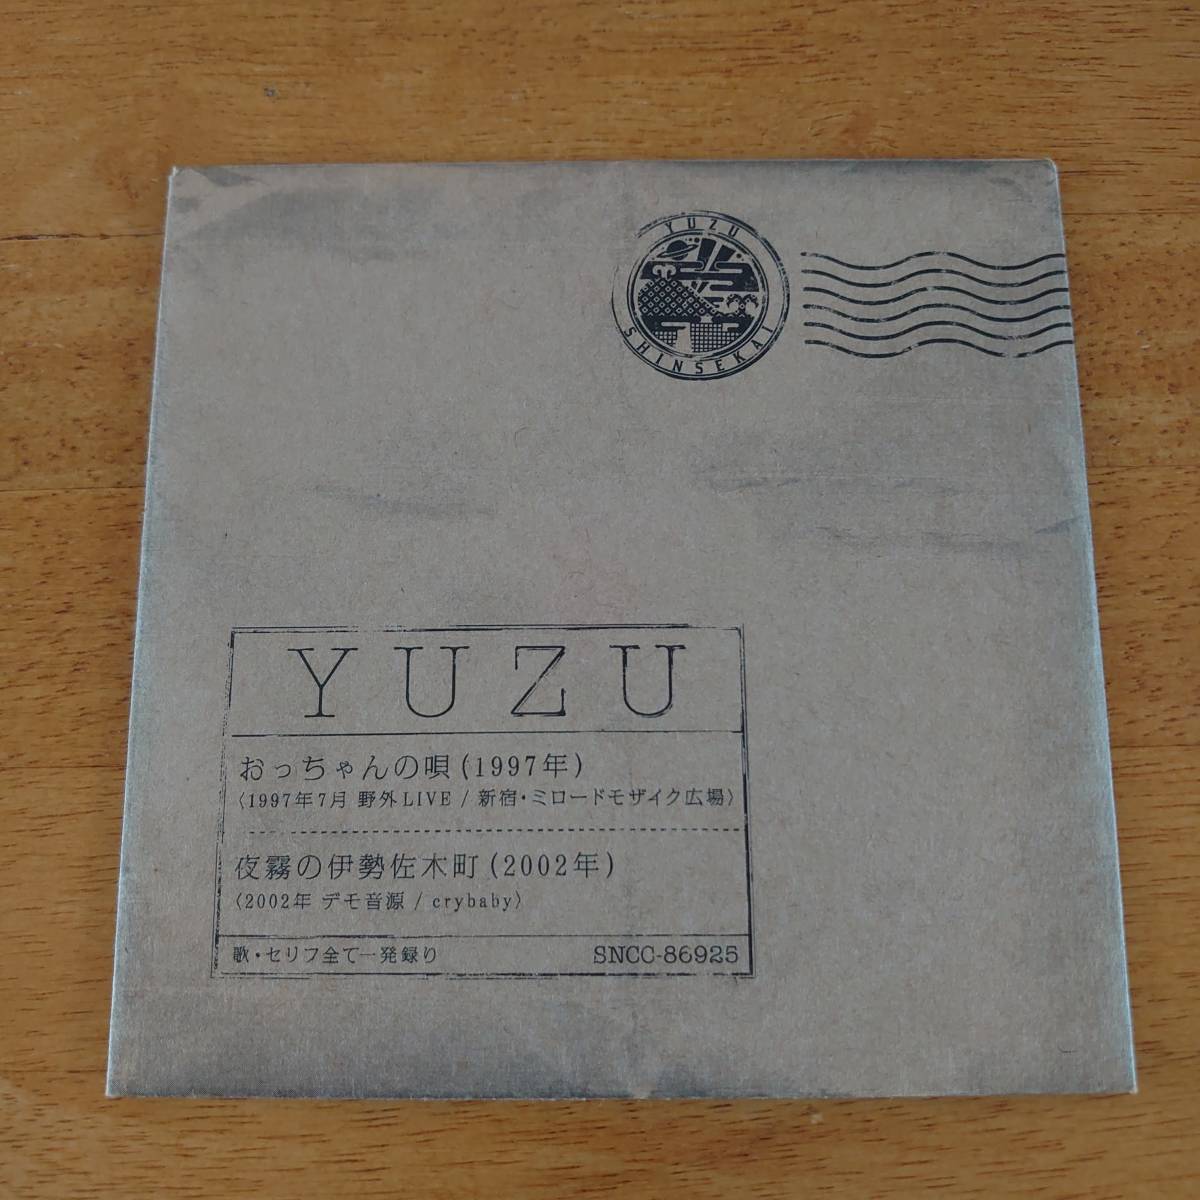 YUZU
SHINSEKAI
YUZU
おっちゃんの唄(1997年)
〈1997年7月 野外LIVE / 新宿・ミロードモザイク広場〉
夜霧の伊勢佐木町(2002年)
〈2002年 デモ音源 / crybaby〉
歌・セリフ全て一発録り SNCC-86925